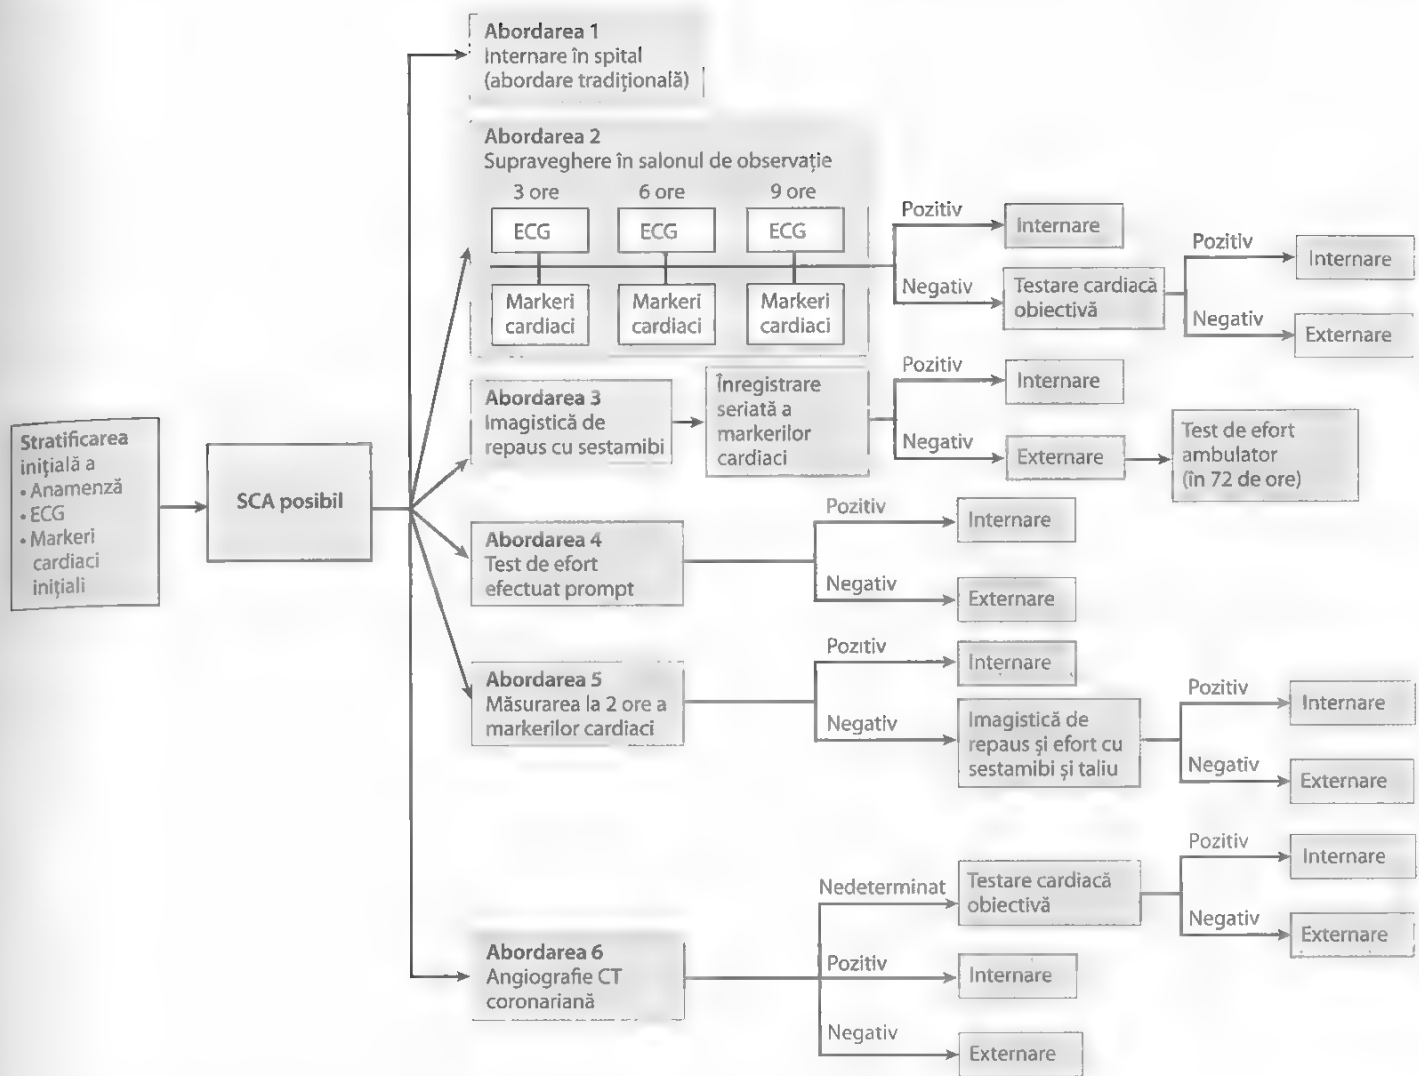 Stratificarea
inițială a
• Anamenză
• ECG
• Markeri
cardiaci
inițiali
SCA posibil
Abordarea 1
Internare în spital
(abordare tradițională)
Abordarea 2
Supraveghere în salonul de observație
3 ore
6 ore
9 ore
ECG
ECG
ECG
Markeri
cardiaci
Markeri
cardiaci
Markeri
cardiaci
Pozitiv
Internare
Negativ
Testare cardiacă
obiectivă
Pozitiv
Internare
Negativ
Externare
Abordarea 3
Imagistică de
repaus cu sestamibi
Înregistrare
seriată a
markerilor
cardiaci
Pozitiv
Internare
Negativ
Externare
Test de efort
ambulator
(în 72 de ore)
Abordarea 4
Test de efort
efectuat prompt
Pozitiv
Internare
Negativ
Externare
Abordarea 5
Măsurarea la 2 ore a
markerilor cardiaci
Pozitiv
Internare
Negativ
Imagistică de
repaus și efort cu
sestamibi și taliu
Pozitiv
Internare
Negativ
Externare
Abordarea 6
Angiografie CT
coronariană
Nedeterminat
Testare cardiacă
obiectivă
Pozitiv
Internare
Negativ
Externare
Pozitiv
Internare
Negativ
Externare